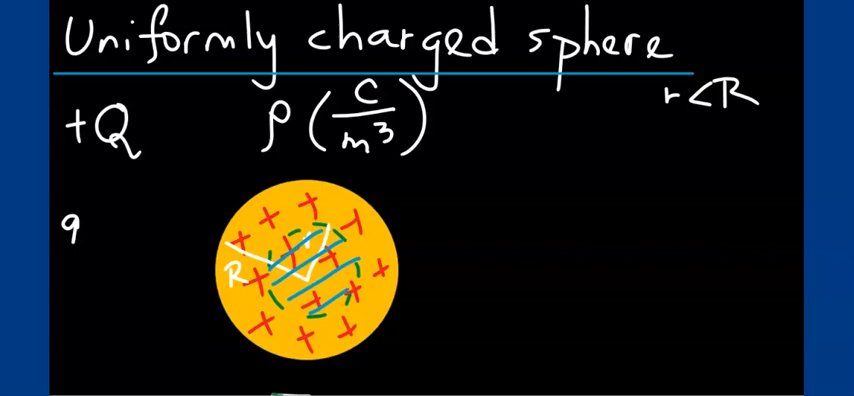 Uniformly charged sphere
r<R
+Q ρ (C/m³)
q
+ + + + + + + + + + + + + +
r
R